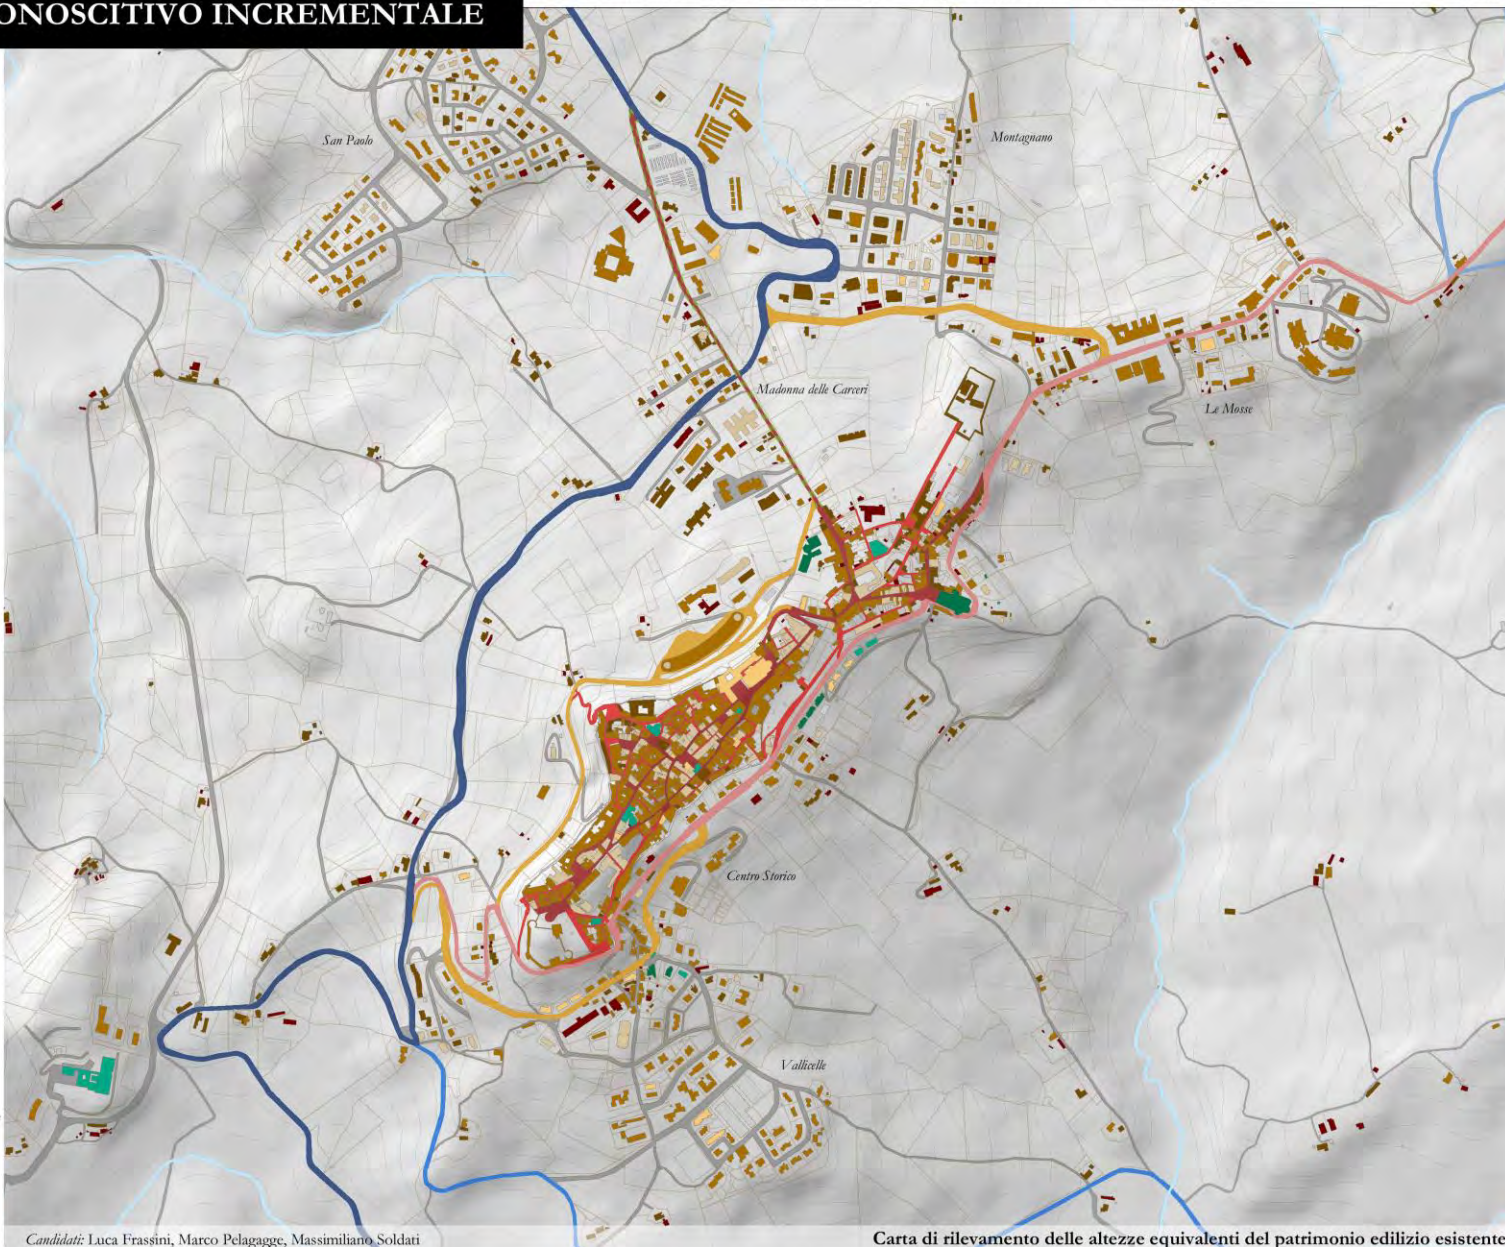 ONOSCITIVO INCREMENTALE
San Paolo
Montagnano
Madonna delle Carceri
Le Mosse
Centro Storico
Vallicelle
Candidati: Luca Frassini, Marco Pelagagge, Massimiliano Soldati
Carta di rilevamento delle altezze equivalenti del patrimonio edilizio esistente